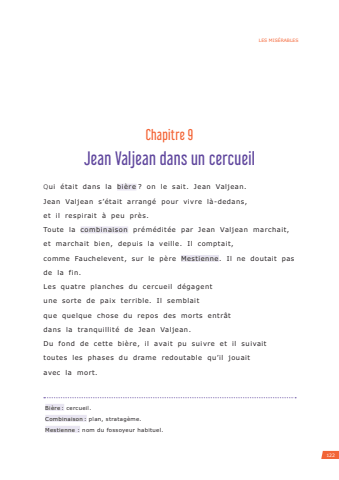 LES MISÉRABLES
Chapitre 9
Jean Valjean dans un cercueil
Qui était dans la bière ? on le sait. Jean Valjean.
Jean Valjean s'était arrangé pour vivre là-dedans,
et il respirait à peu près.
Toute la combinaison préméditée par Jean Valjean marchait,
et marchait bien, depuis la veille. Il comptait,
comme Fauchelevent, sur le père Mestienne. Il ne doutait pas
de la fin.
Les quatre planches du cercueil dégagent
une sorte de paix terrible. Il semblait
que quelque chose du repos des morts entrât
dans la tranquillité de Jean Valjean.
Du fond de cette bière, il avait pu suivre et il suivait
toutes les phases du drame redoutable qu'il jouait
avec la mort.
Bière : cercueil.
Combinaison : plan, stratagème.
Mestienne : nom du fossoyeur habituel.